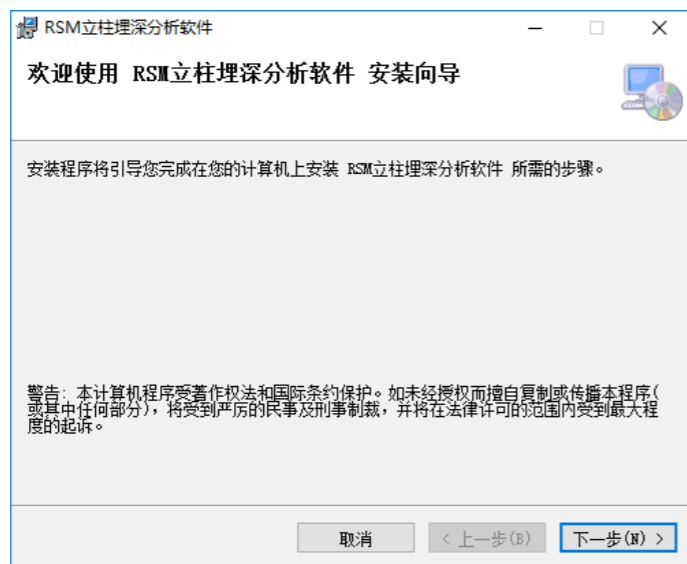 RSM立柱埋深分析软件
欢迎使用 RSM立柱埋深分析软件 安装向导
安装程序将引导您完成在您的计算机上安装 RSM立柱埋深分析软件 所需的步骤。
警告: 本计算机程序受著作权法和国际条约保护。如未经授权而擅自复制或传播本程序(
或其中任何部分)，将受到严厉的民事及刑事制裁，并将在法律许可的范围内受到最大程
度的起诉。
取消 < 上一步(B) 下一步(N) >